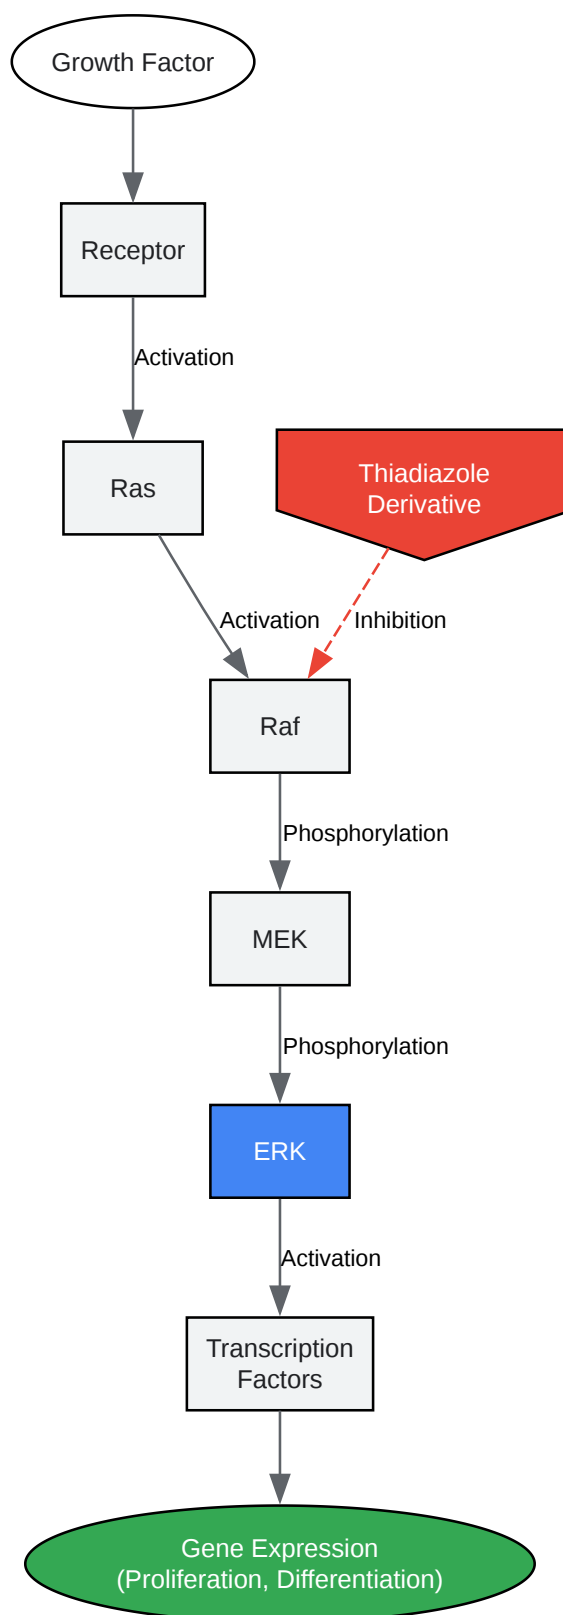 Growth Factor
Receptor
Activation
Ras
Thiadiazole
Derivative
Activation
Inhibition
Raf
Phosphorylation
MEK
Phosphorylation
ERK
Activation
Transcription
Factors
Gene Expression
(Proliferation, Differentiation)